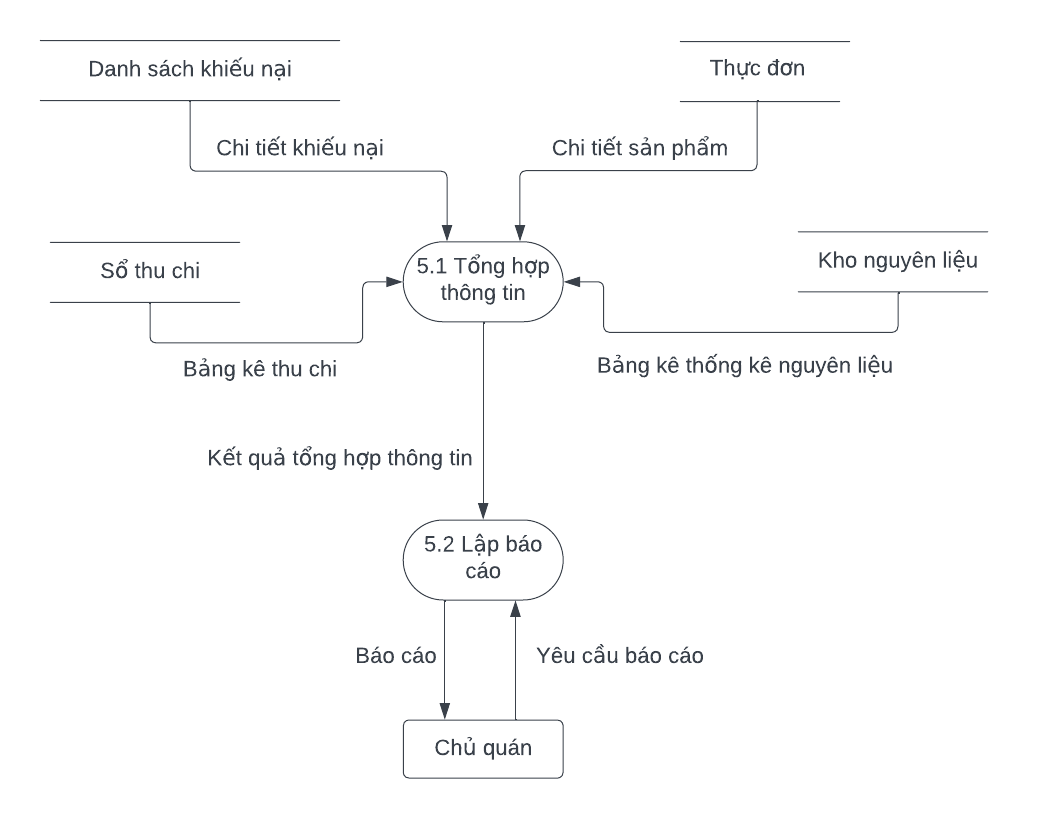 Danh sách khiếu nại
Thực đơn
Chi tiết khiếu nại
Chi tiết sản phẩm
Sổ thu chi
5.1 Tổng hợp
thông tin
Kho nguyên liệu
Bảng kê thu chi
Bảng kê thống kê nguyên liệu
Kết quả tổng hợp thông tin
5.2 Lập báo
cáo
Báo cáo
Yêu cầu báo cáo
Chủ quán